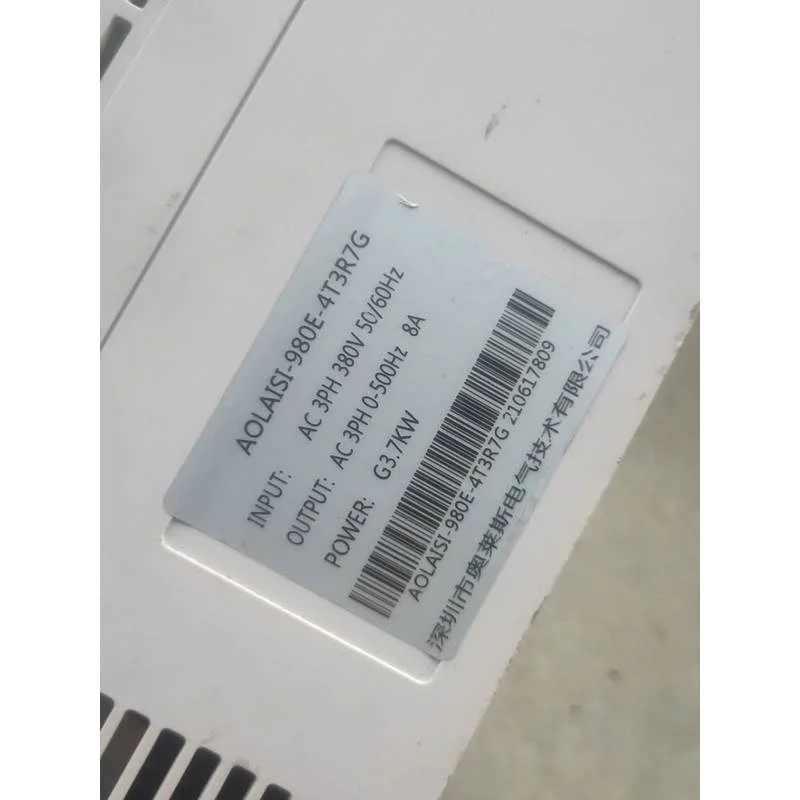 AOLAISI-980E-4T3R7G
INPUT: AC 3PH 380V 50/60Hz
OUTPUT: AC 3PH 0-500Hz 8A
POWER: G3.7KW
AOLAISI-980E-4T3R7G 210617809
深圳市奥莱斯电气技术有限公司